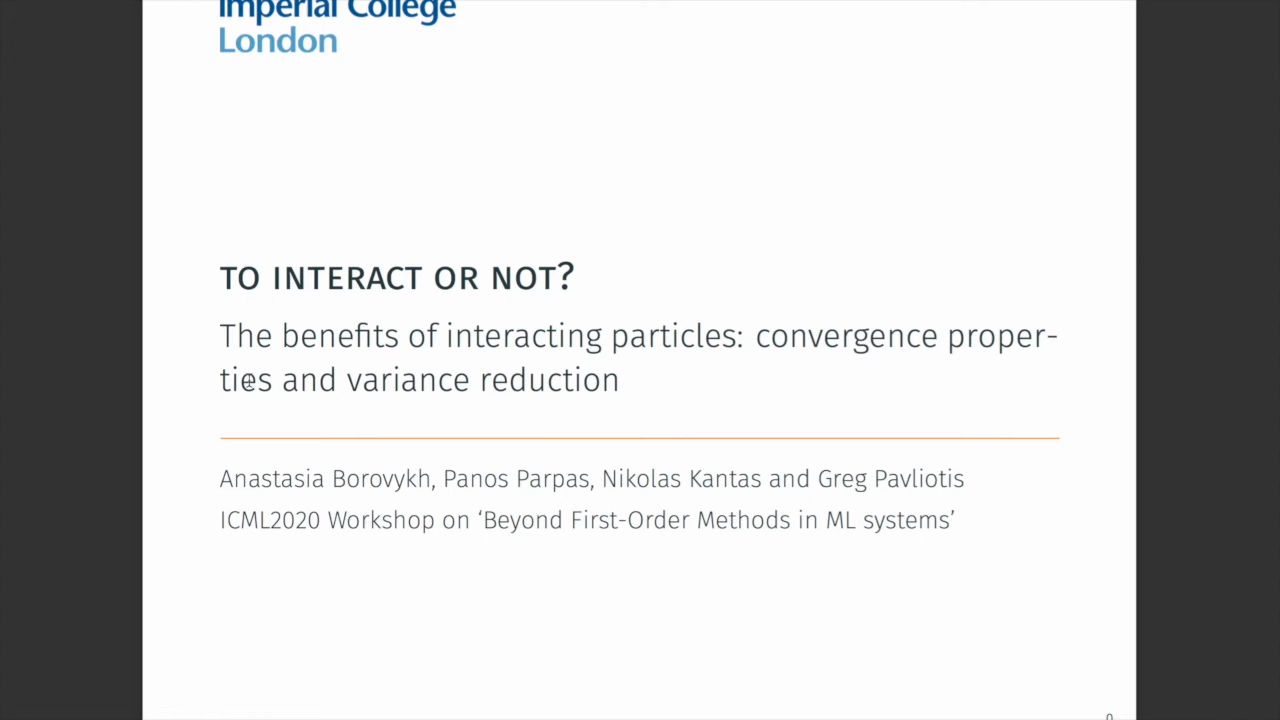 Imperial College
London
TO INTERACT OR NOT?
The benefits of interacting particles: convergence proper-
ties and variance reduction
Anastasia Borovykh, Panos Parpas, Nikolas Kantas and Greg Pavliotis
ICML2020 Workshop on ‘Beyond First-Order Methods in ML systems’
0